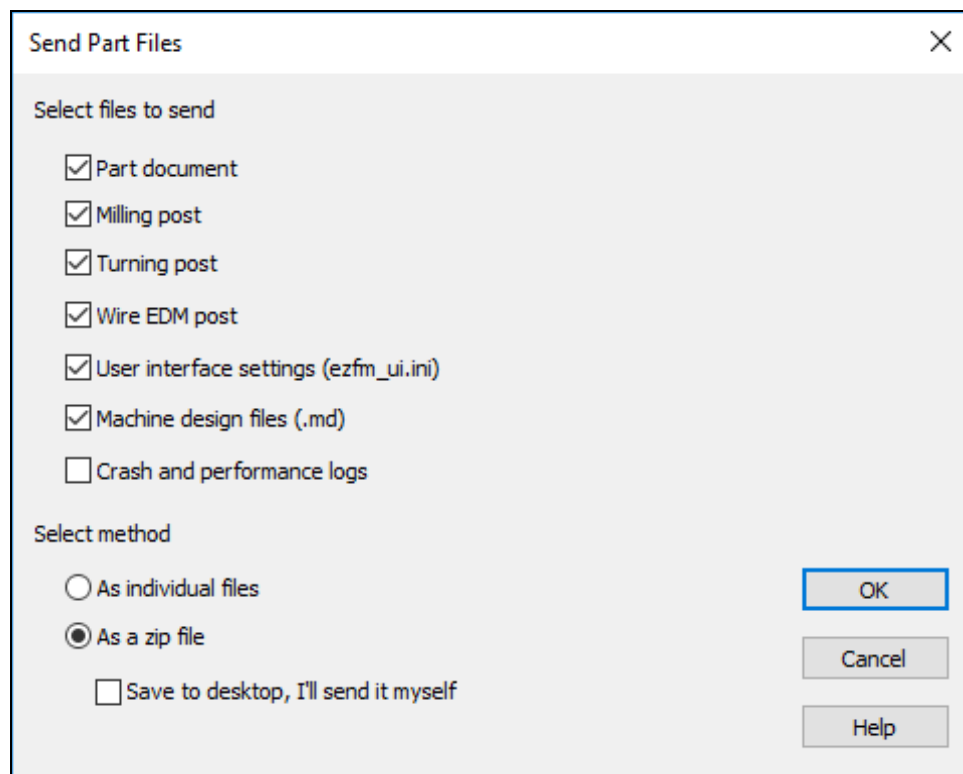 Send Part Files
Select files to send
Part document
Milling post
Turning post
Wire EDM post
User interface settings (ezfm_ui.ini)
Machine design files (.md)
Crash and performance logs
Select method
As individual files
OK
As a zip file
Cancel
Save to desktop, I'll send it myself
Help